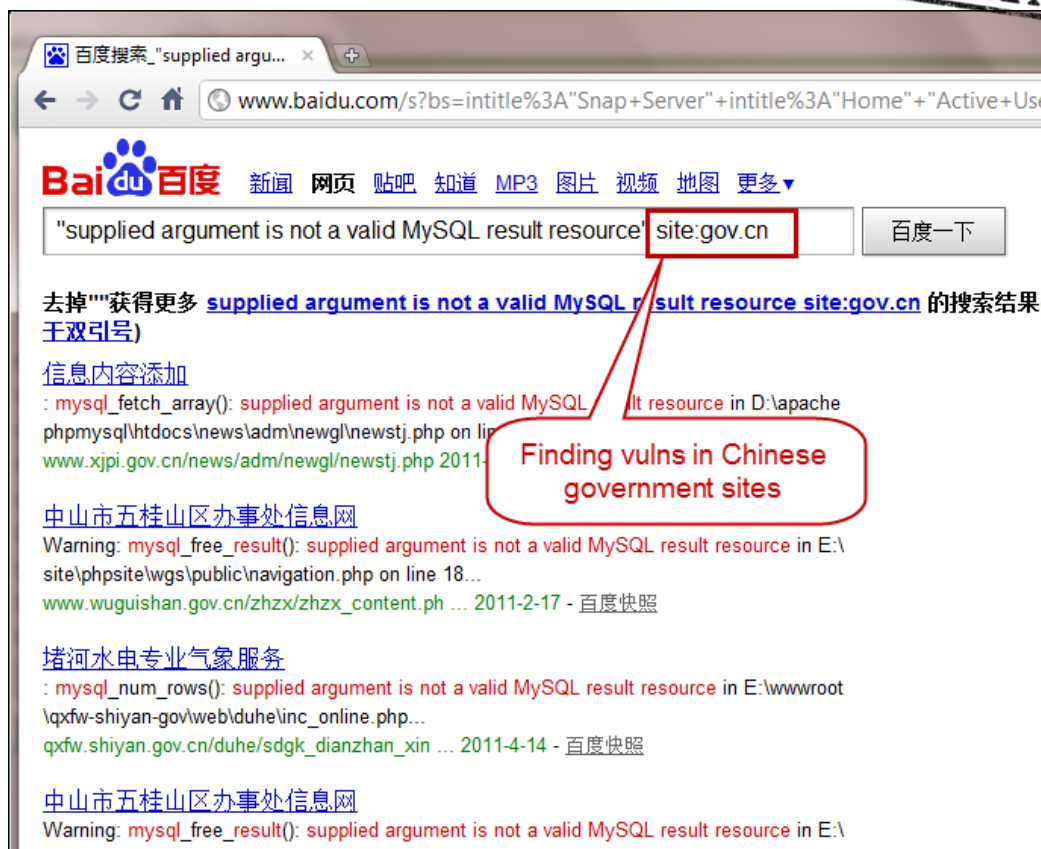 百度搜索_"supplied argu...
www.baidu.com/s?bs=intitle%3A"Snap+Server"+intitle%3A"Home"+"Active+Use
Bai du 百度 新闻 网页 贴吧 知道 MP3 图片 视频 地图 更多▼
"supplied argument is not a valid MySQL result resource" site:gov.cn 百度一下
去掉""获得更多 supplied argument is not a valid MySQL result resource site:gov.cn 的搜索结果
于双引号)
信息内容添加
: mysql_fetch_array(): supplied argument is not a valid MySQL resource in D:\apache
phpmysql\htdocs\news\adm\newgl\newstj.php on
www.xjpi.gov.cn/news/adm/newgl/newstj.php 2011-
Finding vulns in Chinese
government sites
中山市五桂山区办事处信息网
Warning: mysql_free_result(): supplied argument is not a valid MySQL result resource in E:\
site\phpsite\wgs\public\navigation.php on line 18...
www.wuguishan.gov.cn/zhzx/zhzx_content.ph ... 2011-2-17 - 百度快照
堵河水电专业气象服务
: mysql_num_rows(): supplied argument is not a valid MySQL result resource in E:\wwwroot
\qxfw-shiyan-gov\web\duhe\inc_online.php...
qxfw.shiyan.gov.cn/duhe/sdgk_dianzhan_xin ... 2011-4-14 - 百度快照
中山市五桂山区办事处信息网
Warning: mysql_free_result(): supplied argument is not a valid MySQL result resource in E:\